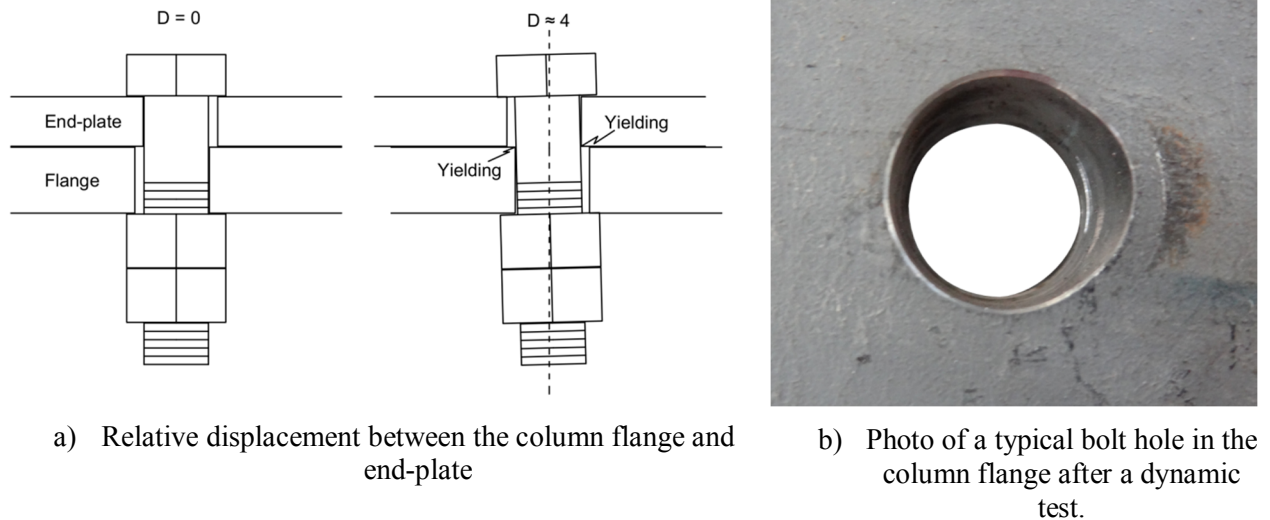 D = 0
D ≈ 4
End-plate
Yielding
Yielding
Flange
a) Relative displacement between the column flange and
end-plate
b) Photo of a typical bolt hole in the
column flange after a dynamic
test.